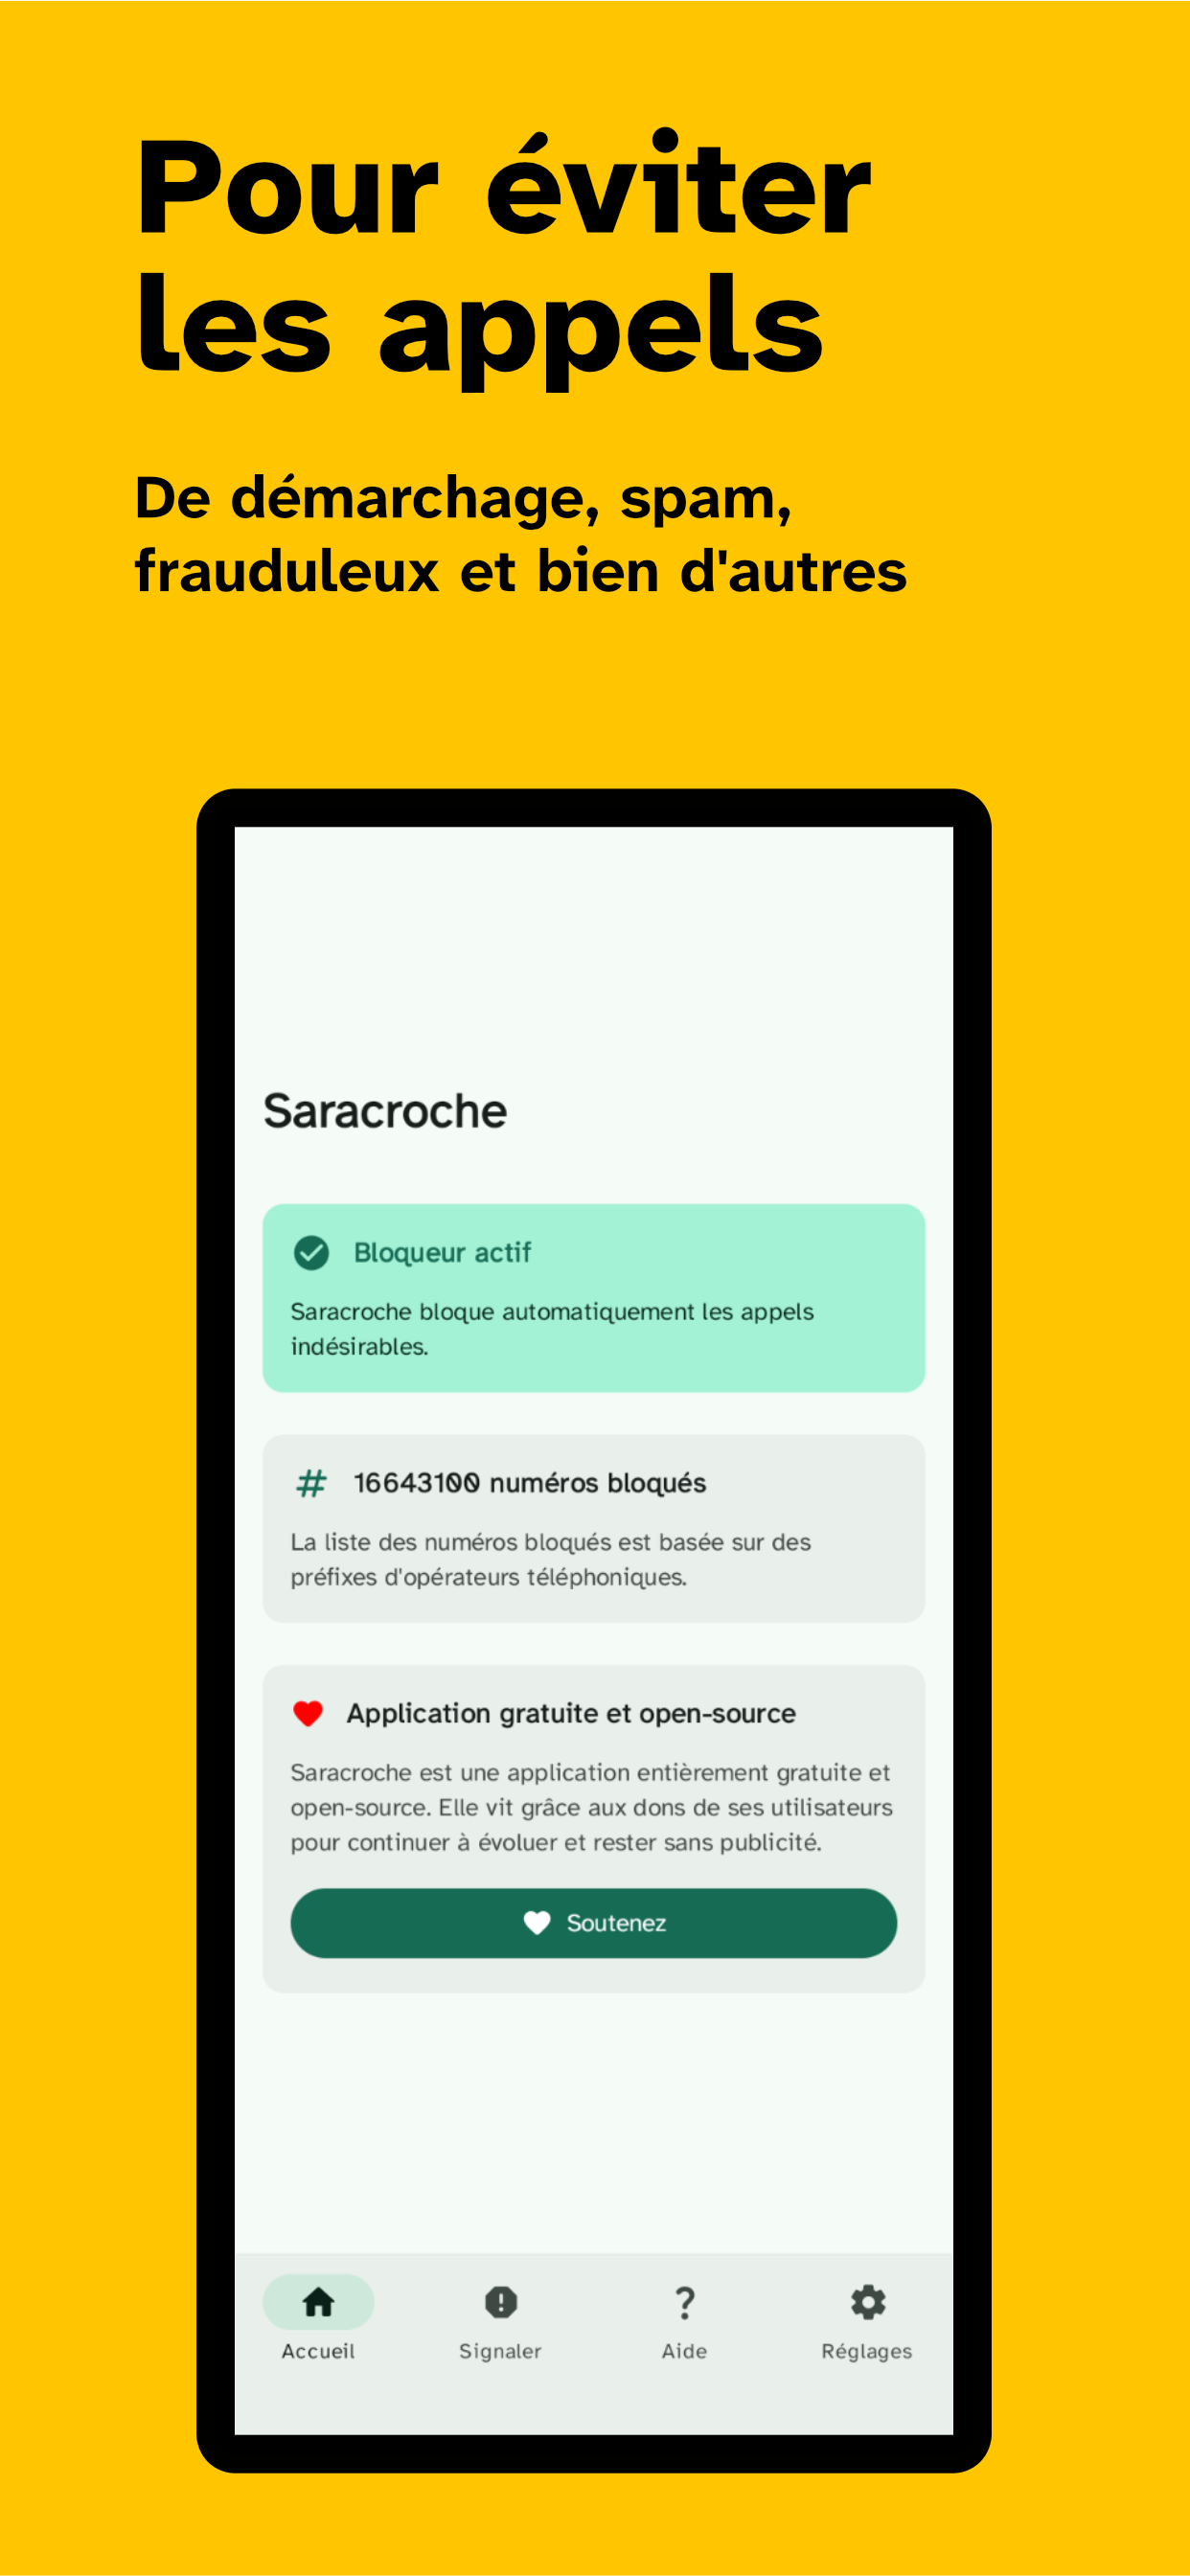 Pour éviter
les appels
De démarchage, spam,
frauduleux et bien d'autres
Saracroche
Bloqueur actif
Saracroche bloque automatiquement les appels
indésirables.
16643100 numéros bloqués
La liste des numéros bloqués est basée sur des
préfixes d'opérateurs téléphoniques.
Application gratuite et open-source
Saracroche est une application entièrement gratuite et
open-source. Elle vit grâce aux dons de ses utilisateurs
pour continuer à évoluer et rester sans publicité.
Soutenez
Accueil Signaler Aide Réglages